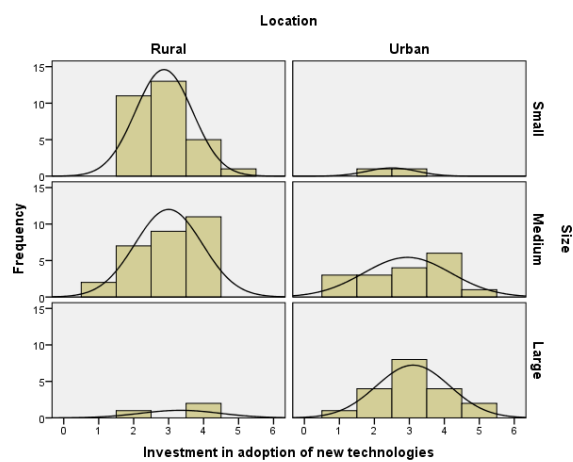 Location
Rural
Urban
15
10
5
0
Small
15
10
5
0
Medium
15
10
5
0
Large
Frequency
Size
0 1 2 3 4 5 6
0 1 2 3 4 5 6
Investment in adoption of new technologies